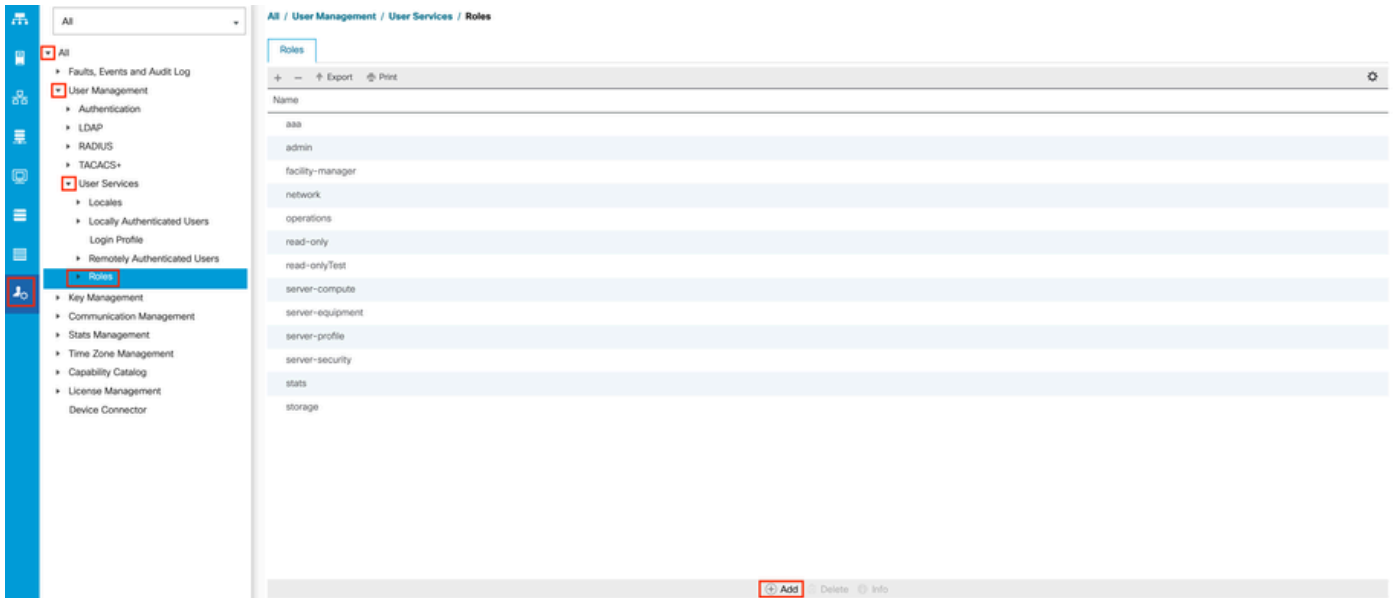 All
All
Faults, Events and Audit Log
User Management
Authentication
LDAP
RADIUS
TACACS+
User Services
Locales
Locally Authenticated Users
Login Profile
Remotely Authenticated Users
Roles
Key Management
Communication Management
Stats Management
Time Zone Management
Capability Catalog
License Management
Device Connector
All / User Management / User Services / Roles
Roles
+ − Export Print
Name
aaa
admin
facility-manager
network
operations
read-only
read-onlyTest
server-compute
server-equipment
server-profile
server-security
stats
storage
Add Delete Info